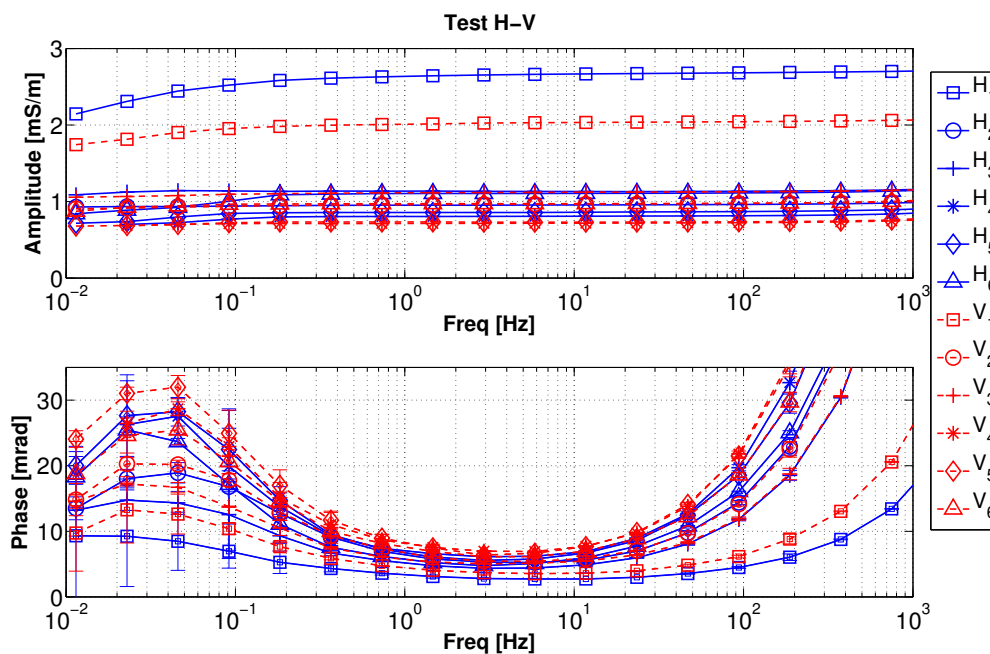 Test H–V
3
2
1
0
Amplitude [mS/m]
10^-2 10^-1 10^0 10^1 10^2 10^3
Freq [Hz]
30
20
10
0
Phase [mrad]
10^-2 10^-1 10^0 10^1 10^2 10^3
Freq [Hz]
H
H
H
H
H
H
V
V
V
V
V
V